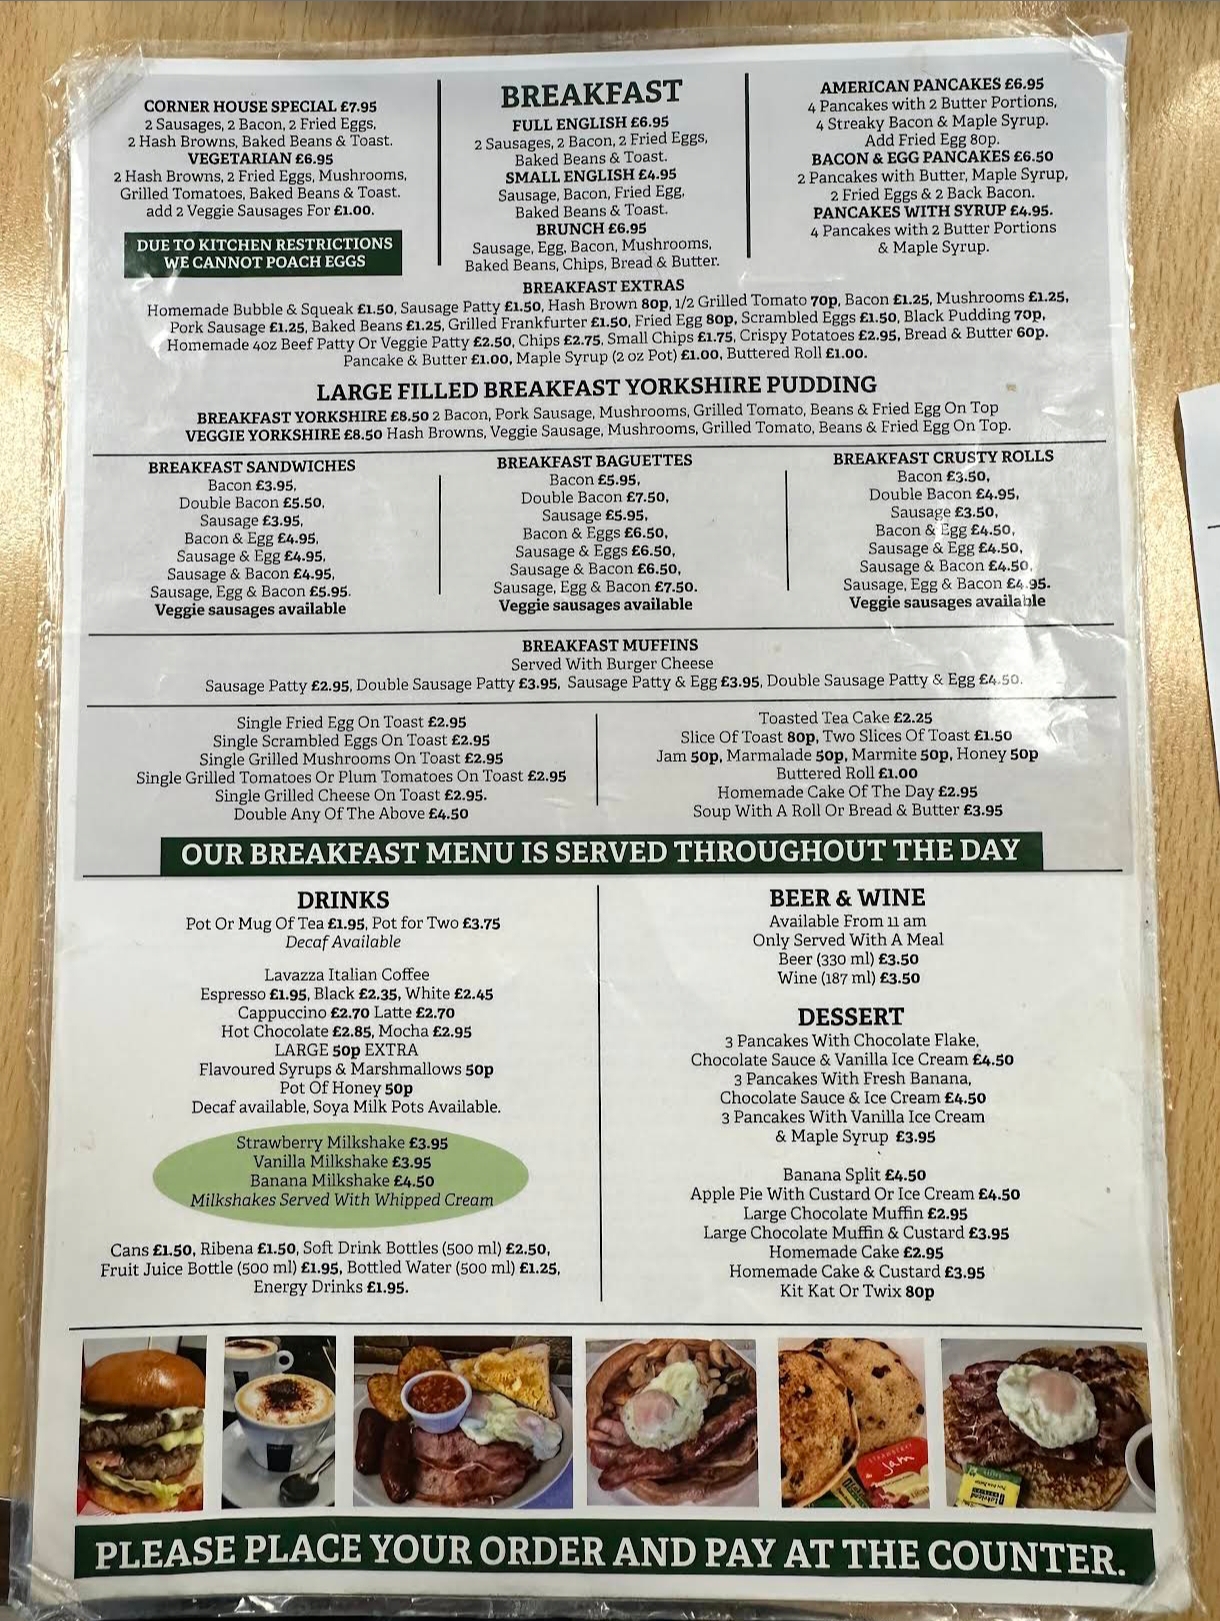 CORNER HOUSE SPECIAL £7.95
2 Sausages, 2 Bacon, 2 Fried Eggs,
2 Hash Browns, Baked Beans & Toast.
VEGETARIAN £6.95
2 Hash Browns, 2 Fried Eggs, Mushrooms,
Grilled Tomatoes, Baked Beans & Toast.
add 2 Veggie Sausages For £1.00.
DUE TO KITCHEN RESTRICTIONS
WE CANNOT POACH EGGS
BREAKFAST
FULL ENGLISH £6.95
2 Sausages, 2 Bacon, 2 Fried Eggs,
Baked Beans & Toast.
SMALL ENGLISH £4.95
Sausage, Bacon, Fried Egg,
Baked Beans & Toast.
BRUNCH £6.95
Sausage, Egg, Bacon, Mushrooms,
Baked Beans, Chips, Bread & Butter.
AMERICAN PANCAKES £6.95
4 Pancakes with 2 Butter Portions,
4 Streaky Bacon & Maple Syrup.
Add Fried Egg 80p.
BACON & EGG PANCAKES £6.50
2 Pancakes with Butter, Maple Syrup,
2 Fried Eggs & 2 Back Bacon.
PANCAKES WITH SYRUP £4.95.
4 Pancakes with 2 Butter Portions
& Maple Syrup.
BREAKFAST EXTRAS
Homemade Bubble & Squeak £1.50, Sausage Patty £1.50, Hash Brown 80p, 1/2 Grilled Tomato 70p, Bacon £1.25, Mushrooms £1.25,
Pork Sausage £1.25, Baked Beans £1.25, Grilled Frankfurter £1.50, Fried Egg 80p, Scrambled Eggs £1.50, Black Pudding 70p,
Homemade 4oz Beef Patty Or Veggie Patty £2.50, Chips £2.75, Small Chips £1.75, Crispy Potatoes £2.95, Bread & Butter 60p.
Pancake & Butter £1.00, Maple Syrup (2 oz Pot) £1.00, Buttered Roll £1.00.
LARGE FILLED BREAKFAST YORKSHIRE PUDDING
BREAKFAST YORKSHIRE £8.50 2 Bacon, Pork Sausage, Mushrooms, Grilled Tomato, Beans & Fried Egg On Top
VEGGIE YORKSHIRE £8.50 Hash Browns, Veggie Sausage, Mushrooms, Grilled Tomato, Beans & Fried Egg On Top.
BREAKFAST SANDWICHES
Bacon £3.95,
Double Bacon £5.50,
Sausage £3.95,
Bacon & Egg £4.95,
Sausage & Egg £4.95,
Sausage & Bacon £4.95,
Sausage, Egg & Bacon £5.95.
Veggie sausages available
BREAKFAST BAGUETTES
Bacon £5.95,
Double Bacon £7.50,
Sausage £5.95,
Bacon & Eggs £6.50,
Sausage & Eggs £6.50,
Sausage & Bacon £6.50,
Sausage, Egg & Bacon £7.50.
Veggie sausages available
BREAKFAST CRUSTY ROLLS
Bacon £3.50,
Double Bacon £4.95,
Sausage £3.50,
Bacon & Egg £4.50,
Sausage & Egg £4.50,
Sausage & Bacon £4.50,
Sausage, Egg & Bacon £4.95.
Veggie sausages available
BREAKFAST MUFFINS
Served With Burger Cheese
Sausage Patty £2.95, Double Sausage Patty £3.95, Sausage Patty & Egg £3.95, Double Sausage Patty & Egg £4.50.
Single Fried Egg On Toast £2.95
Single Scrambled Eggs On Toast £2.95
Single Grilled Mushrooms On Toast £2.95
Single Grilled Tomatoes Or Plum Tomatoes On Toast £2.95
Single Grilled Cheese On Toast £2.95.
Double Any Of The Above £4.50
Toasted Tea Cake £2.25
Slice Of Toast 80p, Two Slices Of Toast £1.50
Jam 50p, Marmalade 50p, Marmite 50p, Honey 50p
Buttered Roll £1.00
Homemade Cake Of The Day £2.95
Soup With A Roll Or Bread & Butter £3.95
OUR BREAKFAST MENU IS SERVED THROUGHOUT THE DAY
DRINKS
Pot Or Mug Of Tea £1.95, Pot for Two £3.75
Decaf Available
Lavazza Italian Coffee
Espresso £1.95, Black £2.35, White £2.45
Cappuccino £2.70 Latte £2.70
Hot Chocolate £2.85, Mocha £2.95
LARGE 50p EXTRA
Flavoured Syrups & Marshmallows 50p
Pot Of Honey 50p
Decaf available, Soya Milk Pots Available.
Strawberry Milkshake £3.95
Vanilla Milkshake £3.95
Banana Milkshake £4.50
Milkshakes Served With Whipped Cream
Cans £1.50, Ribena £1.50, Soft Drink Bottles (500 ml) £2.50,
Fruit Juice Bottle (500 ml) £1.95, Bottled Water (500 ml) £1.25,
Energy Drinks £1.95.
BEER & WINE
Available From 11 am
Only Served With A Meal
Beer (330 ml) £3.50
Wine (187 ml) £3.50
DESSERT
3 Pancakes With Chocolate Flake,
Chocolate Sauce & Vanilla Ice Cream £4.50
3 Pancakes With Fresh Banana,
Chocolate Sauce & Ice Cream £4.50
3 Pancakes With Vanilla Ice Cream
& Maple Syrup £3.95
Banana Split £4.50
Apple Pie With Custard Or Ice Cream £4.50
Large Chocolate Muffin £2.95
Large Chocolate Muffin & Custard £3.95
Homemade Cake £2.95
Homemade Cake & Custard £3.95
Kit Kat Or Twix 80p
Jam
PLEASE PLACE YOUR ORDER AND PAY AT THE COUNTER.